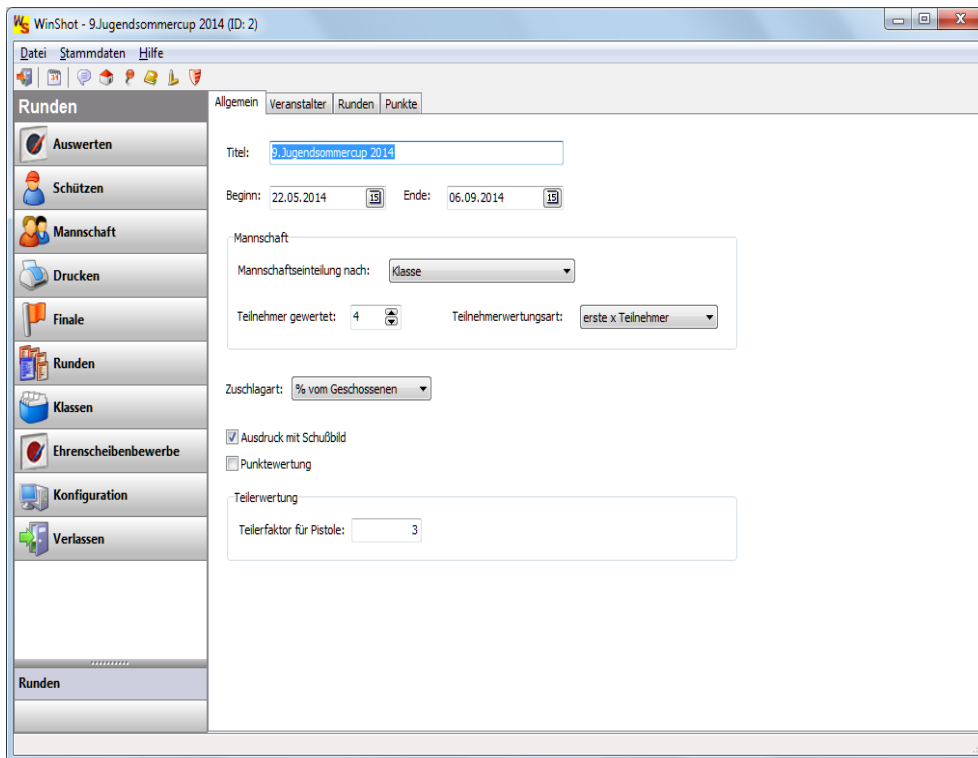 WinShot - 9.Jugendsommercup 2014 (ID: 2)
Datei Stammdaten Hilfe
31
Runden
Auswerten
Schützen
Mannschaft
Drucken
Finale
Runden
Klassen
Ehrenscheibenbewerbe
Konfiguration
Verlassen
Runden
Allgemein Veranstalter Runden Punkte
Titel: 9.Jugendsommercup 2014
Beginn: 22.05.2014 15 Ende: 06.09.2014 15
Mannschaft
Mannschaftseinteilung nach: Klasse
Teilnehmer gewertet: 4 Teilnehmerwertungsart: erste x Teilnehmer
Zuschlagart: % vom Geschossenen
Ausdruck mit Schußbild
Punktewertung
Teilerwertung
Teilerfaktor für Pistole: 3